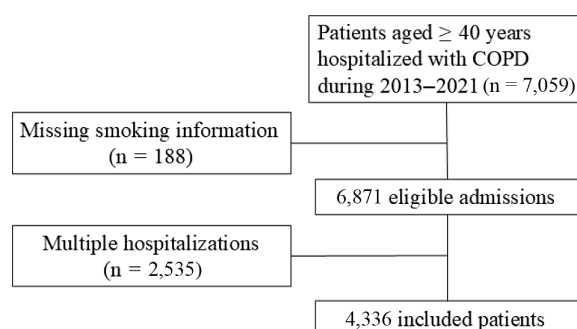 Patients aged ≥ 40 years
hospitalized with COPD
during 2013–2021 (n = 7,059)
Missing smoking information
(n = 188)
6,871 eligible admissions
Multiple hospitalizations
(n = 2,535)
4,336 included patients